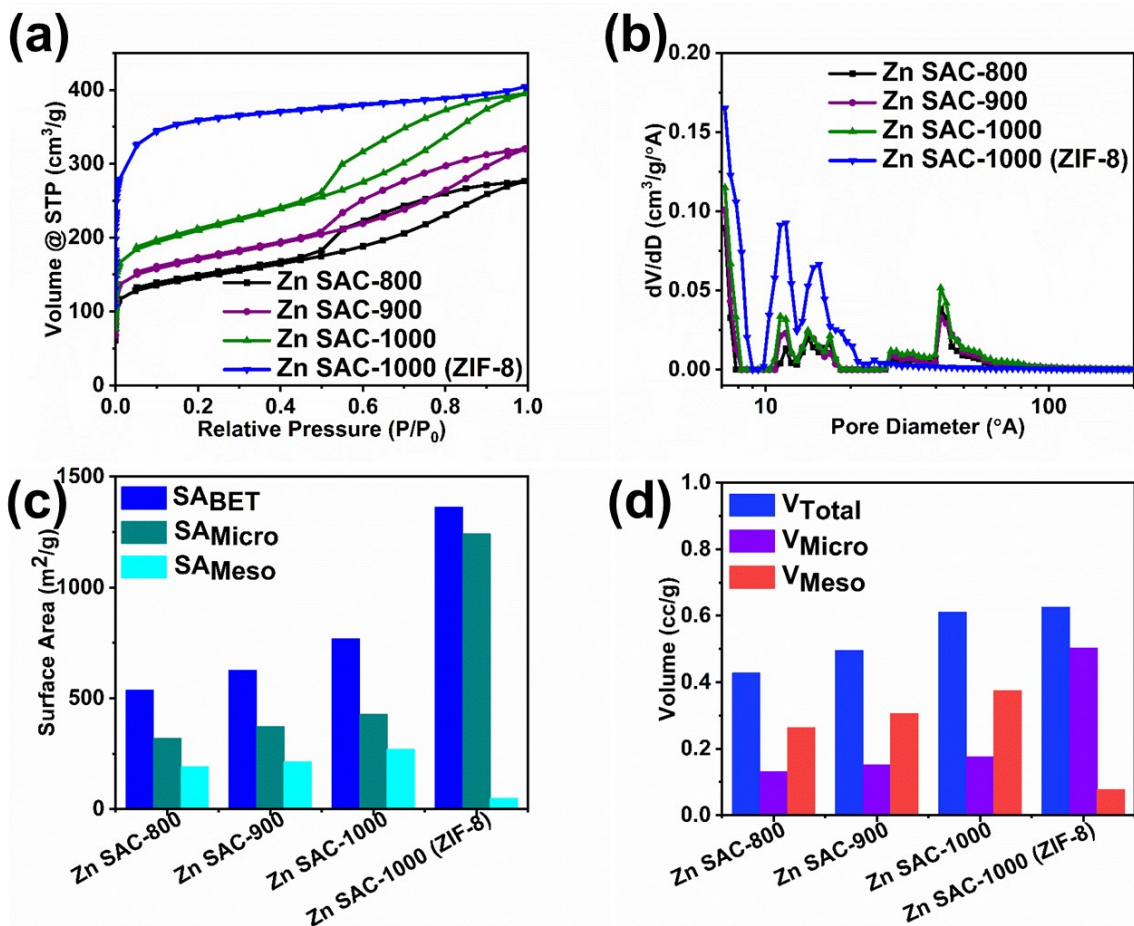 (a)
Volume @ STP (cm³/g)
400
300
200
100
0
0.0 0.2 0.4 0.6 0.8 1.0
Relative Pressure (P/P₀)
Zn SAC-800
Zn SAC-900
Zn SAC-1000
Zn SAC-1000 (ZIF-8)
(b)
dV/dD (cm³/g/°A)
0.20
0.15
0.10
0.05
0.00
10 100
Pore Diameter (°A)
Zn SAC-800
Zn SAC-900
Zn SAC-1000
Zn SAC-1000 (ZIF-8)
(c)
Surface Area (m²/g)
1500
1000
500
0
SA_BET
SA_Micro
SA_Meso
Zn SAC-800
Zn SAC-900
Zn SAC-1000
Zn SAC-1000 (ZIF-8)
(d)
Volume (cc/g)
1.0
0.8
0.6
0.4
0.2
0.0
V_Total
V_Micro
V_Meso
Zn SAC-800
Zn SAC-900
Zn SAC-1000
Zn SAC-1000 (ZIF-8)